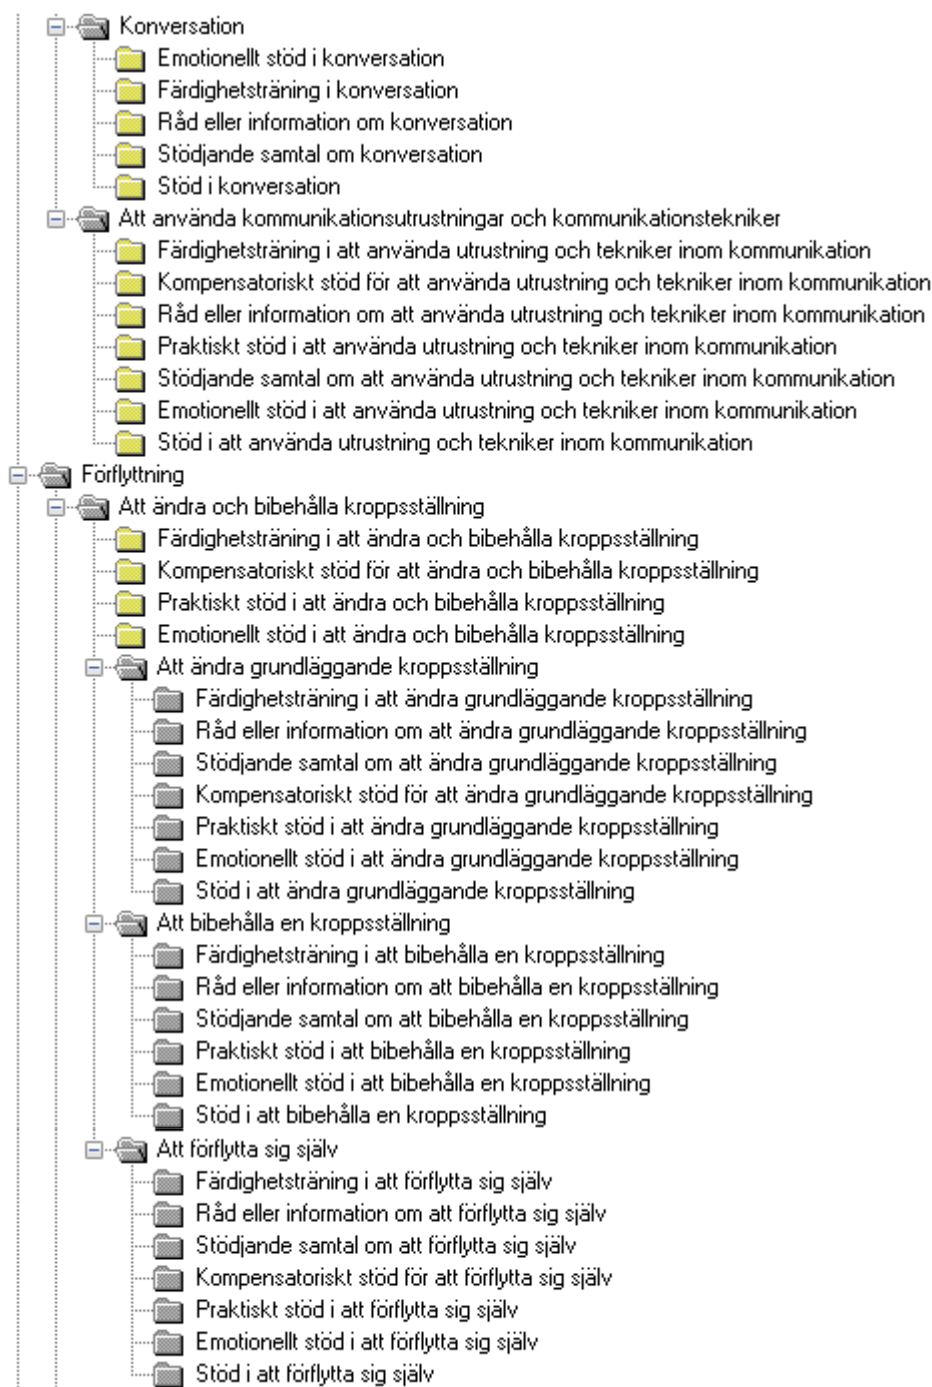 Konversation
Emotionellt stöd i konversation
Färdighetsträning i konversation
Råd eller information om konversation
Stödjande samtal om konversation
Stöd i konversation
Att använda kommunikationsutrustningar och kommunikationstekniker
Färdighetsträning i att använda utrustning och tekniker inom kommunikation
Kompensatoriskt stöd för att använda utrustning och tekniker inom kommunikation
Råd eller information om att använda utrustning och tekniker inom kommunikation
Praktiskt stöd i att använda utrustning och tekniker inom kommunikation
Stödjande samtal om att använda utrustning och tekniker inom kommunikation
Emotionellt stöd i att använda utrustning och tekniker inom kommunikation
Stöd i att använda utrustning och tekniker inom kommunikation
Förflyttning
Att ändra och bibehålla kroppsställning
Färdighetsträning i att ändra och bibehålla kroppsställning
Kompensatoriskt stöd för att ändra och bibehålla kroppsställning
Praktiskt stöd i att ändra och bibehålla kroppsställning
Emotionellt stöd i att ändra och bibehålla kroppsställning
Att ändra grundläggande kroppsställning
Färdighetsträning i att ändra grundläggande kroppsställning
Råd eller information om att ändra grundläggande kroppsställning
Stödjande samtal om att ändra grundläggande kroppsställning
Kompensatoriskt stöd för att ändra grundläggande kroppsställning
Praktiskt stöd i att ändra grundläggande kroppsställning
Emotionellt stöd i att ändra grundläggande kroppsställning
Stöd i att ändra grundläggande kroppsställning
Att bibehålla en kroppsställning
Färdighetsträning i att bibehålla en kroppsställning
Råd eller information om att bibehålla en kroppsställning
Stödjande samtal om att bibehålla en kroppsställning
Praktiskt stöd i att bibehålla en kroppsställning
Emotionellt stöd i att bibehålla en kroppsställning
Stöd i att bibehålla en kroppsställning
Att förflytta sig själv
Färdighetsträning i att förflytta sig själv
Råd eller information om att förflytta sig själv
Stödjande samtal om att förflytta sig själv
Kompensatoriskt stöd för att förflytta sig själv
Praktiskt stöd i att förflytta sig själv
Emotionellt stöd i att förflytta sig själv
Stöd i att förflytta sig själv